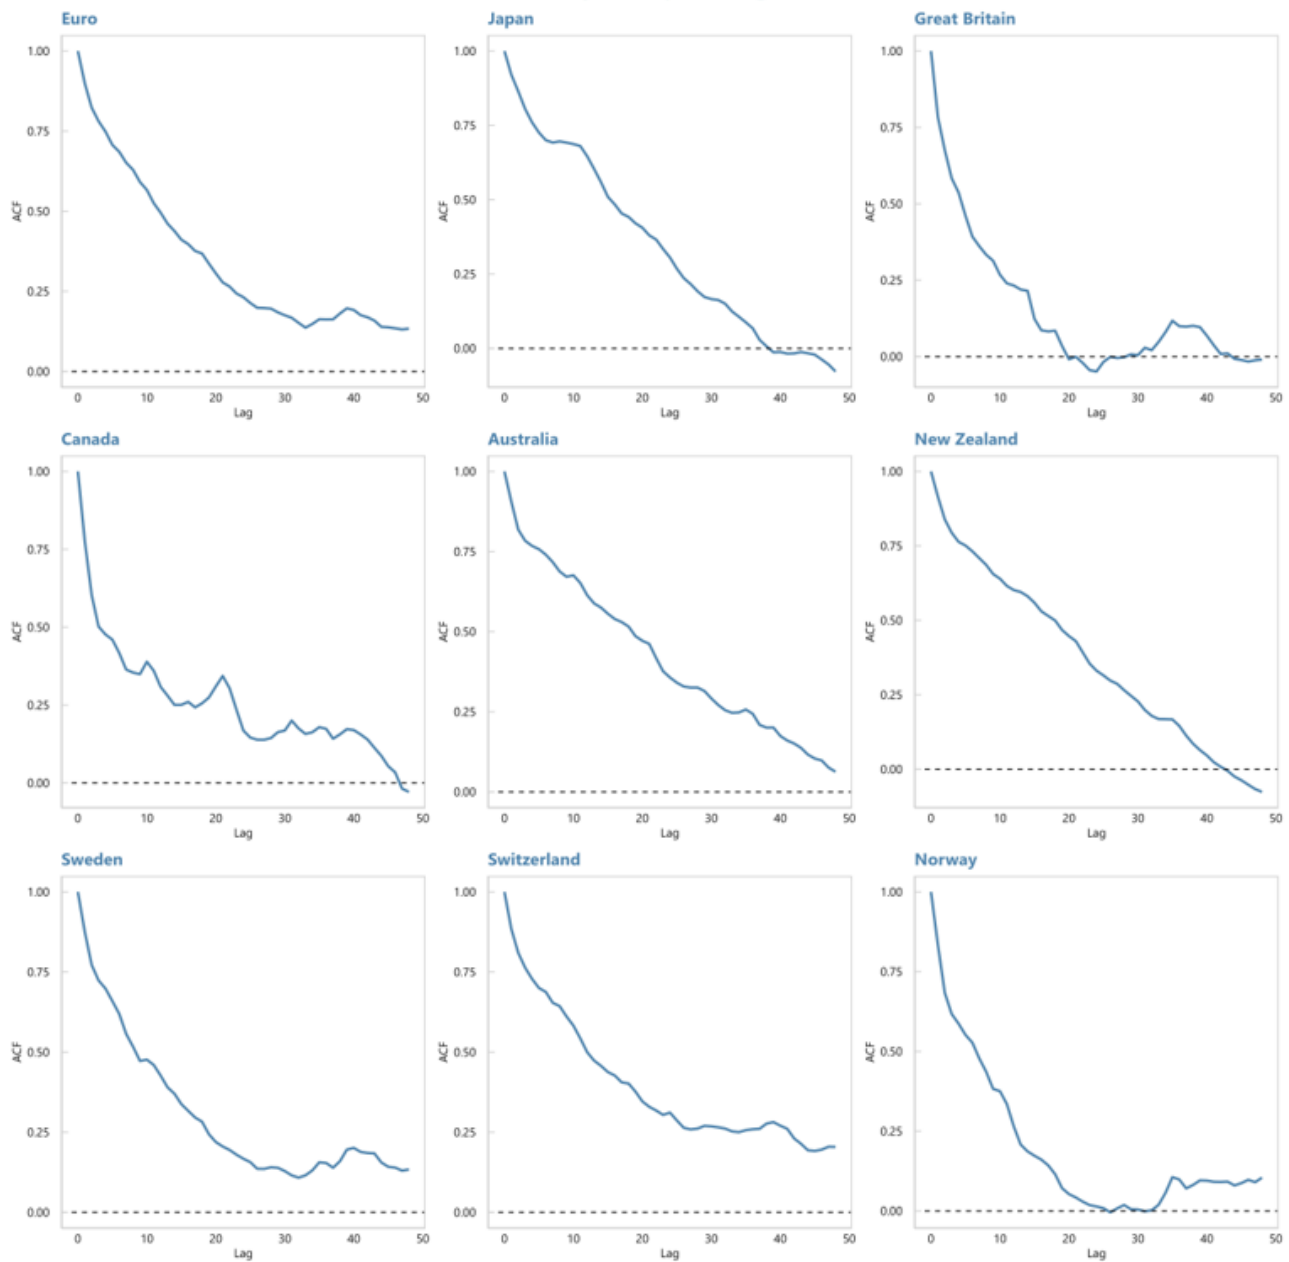 Euro Japan Great Britain
1.00 1.00 1.00
0.75 0.75 0.75
0.50 0.50 0.50
ACF ACF ACF
0.25 0.25 0.25
0.00 0.00 0.00
0 10 20 30 40 50 0 10 20 30 40 50 0 10 20 30 40 50
Lag Lag Lag
Canada Australia New Zealand
1.00 1.00 1.00
0.75 0.75 0.75
0.50 0.50 0.50
ACF ACF ACF
0.25 0.25 0.25
0.00 0.00 0.00
0 10 20 30 40 50 0 10 20 30 40 50 0 10 20 30 40 50
Lag Lag Lag
Sweden Switzerland Norway
1.00 1.00 1.00
0.75 0.75 0.75
0.50 0.50 0.50
ACF ACF ACF
0.25 0.25 0.25
0.00 0.00 0.00
0 10 20 30 40 50 0 10 20 30 40 50 0 10 20 30 40 50
Lag Lag Lag